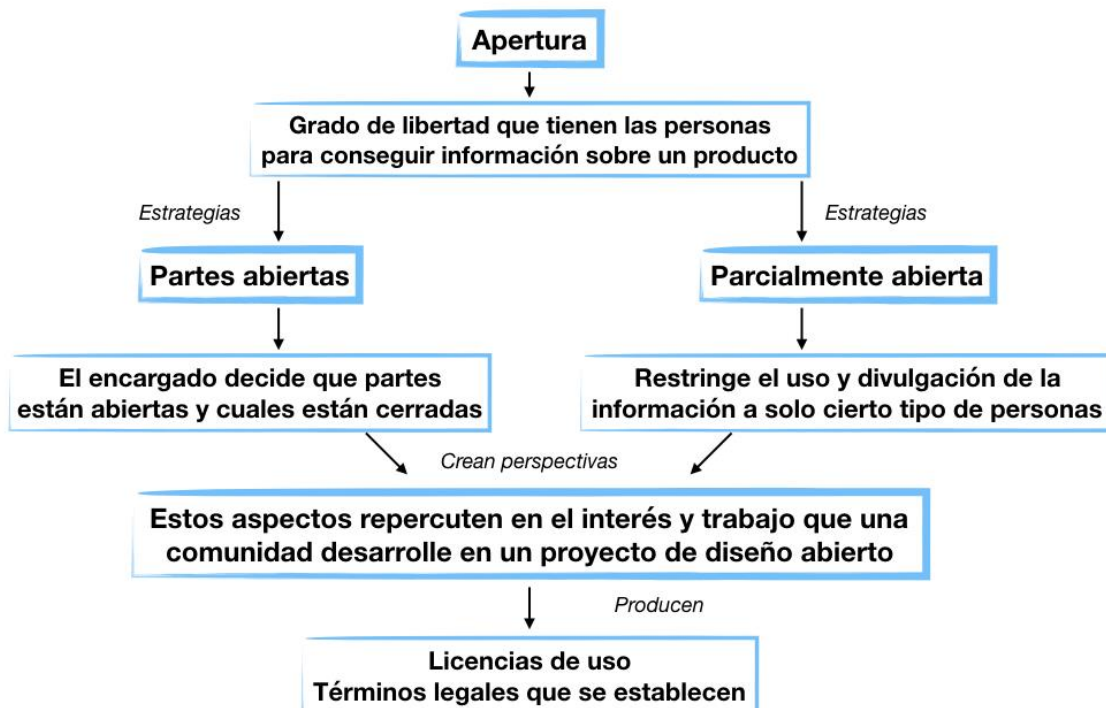 Apertura
Grado de libertad que tienen las personas
para conseguir información sobre un producto
Estrategias
Estrategias
Partes abiertas
Parcialmente abierta
El encargado decide que partes
están abiertas y cuales están cerradas
Restringe el uso y divulgación de la
información a solo cierto tipo de personas
Crean perspectivas
Estos aspectos repercuten en el interés y trabajo que una
comunidad desarrolle en un proyecto de diseño abierto
Producen
Licencias de uso
Términos legales que se establecen